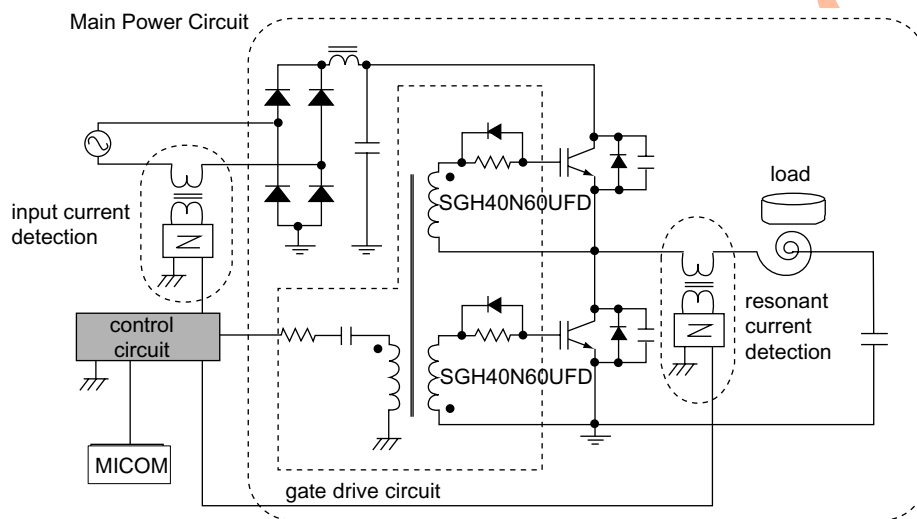 Main Power Circuit
input current
detection
SGH40N60UFD
load
resonant
current
detection
control
circuit
SGH40N60UFD
MICOM
gate drive circuit